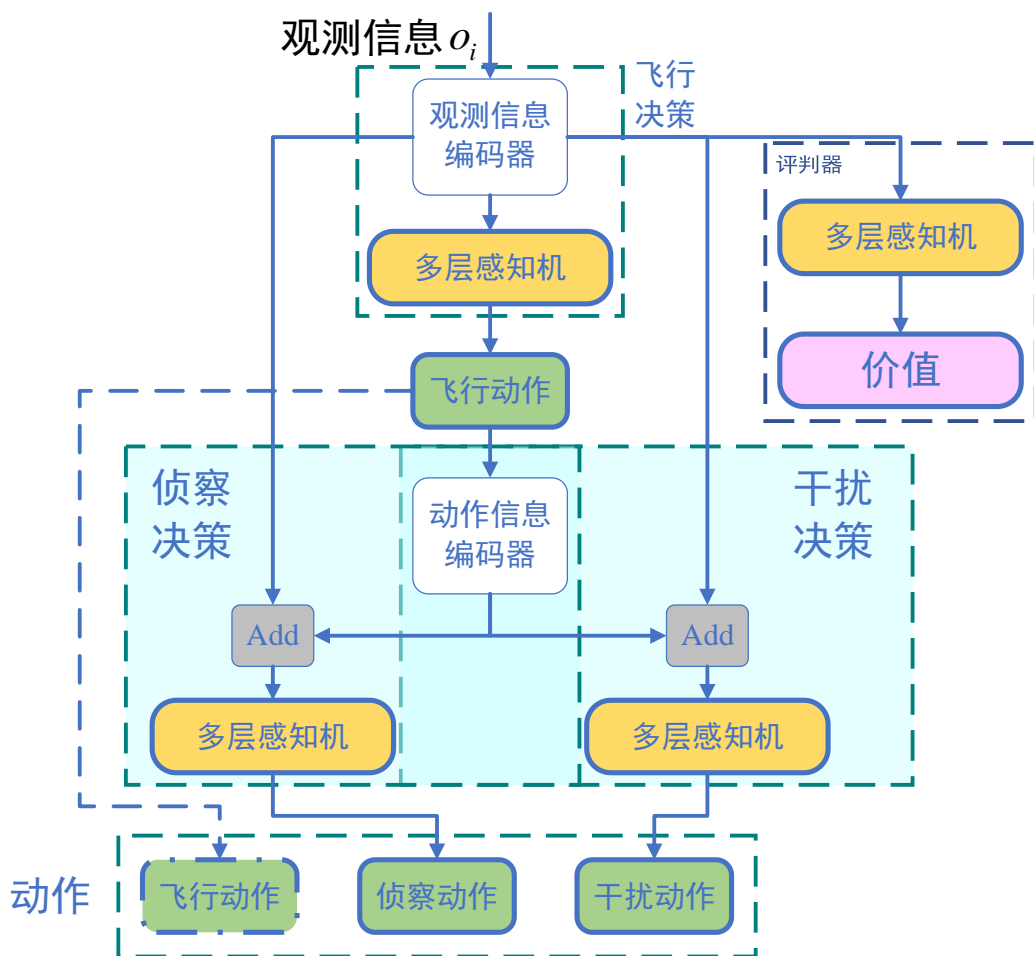 观测信息 o_i
飞行
决策
观测信息
编码器
评判器
多层感知机
多层感知机
价值
飞行动作
侦察
决策
动作信息
编码器
干扰
决策
Add
Add
多层感知机
多层感知机
动作
飞行动作
侦察动作
干扰动作